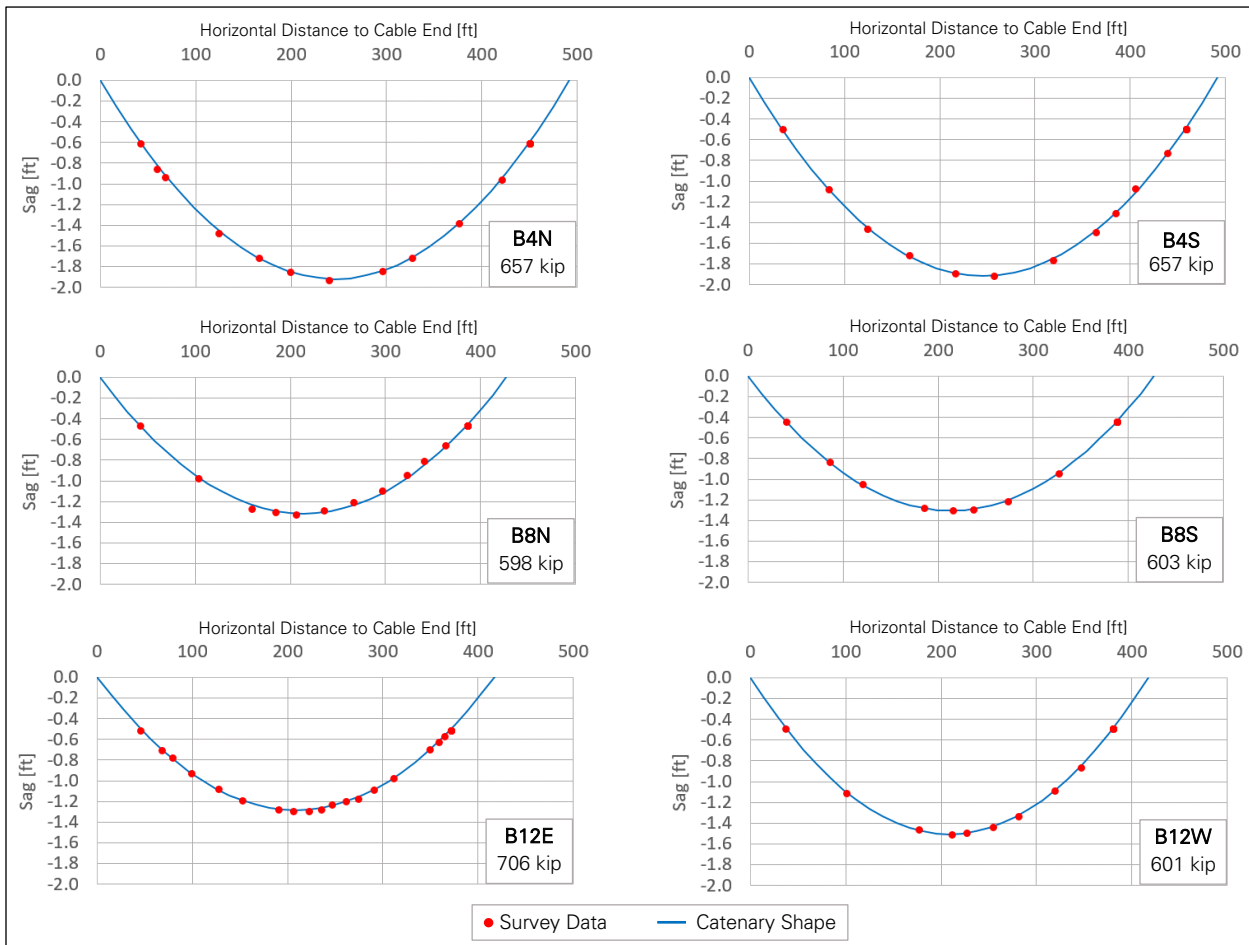 Horizontal Distance to Cable End [ft]
0 100 200 300 400 500
0.0
-0.2
-0.4
-0.6
-0.8
-1.0
-1.2
-1.4
-1.6
-1.8
-2.0
Sag [ft]
B4N
657 kip
Horizontal Distance to Cable End [ft]
0 100 200 300 400 500
0.0
-0.2
-0.4
-0.6
-0.8
-1.0
-1.2
-1.4
-1.6
-1.8
-2.0
Sag [ft]
B4S
657 kip
Horizontal Distance to Cable End [ft]
0 100 200 300 400 500
0.0
-0.2
-0.4
-0.6
-0.8
-1.0
-1.2
-1.4
-1.6
-1.8
-2.0
Sag [ft]
B8N
598 kip
Horizontal Distance to Cable End [ft]
0 100 200 300 400 500
0.0
-0.2
-0.4
-0.6
-0.8
-1.0
-1.2
-1.4
-1.6
-1.8
-2.0
Sag [ft]
B8S
603 kip
Horizontal Distance to Cable End [ft]
0 100 200 300 400 500
0.0
-0.2
-0.4
-0.6
-0.8
-1.0
-1.2
-1.4
-1.6
-1.8
-2.0
Sag [ft]
B12E
706 kip
Horizontal Distance to Cable End [ft]
0 100 200 300 400 500
0.0
-0.2
-0.4
-0.6
-0.8
-1.0
-1.2
-1.4
-1.6
-1.8
-2.0
Sag [ft]
B12W
601 kip
Survey Data Catenary Shape